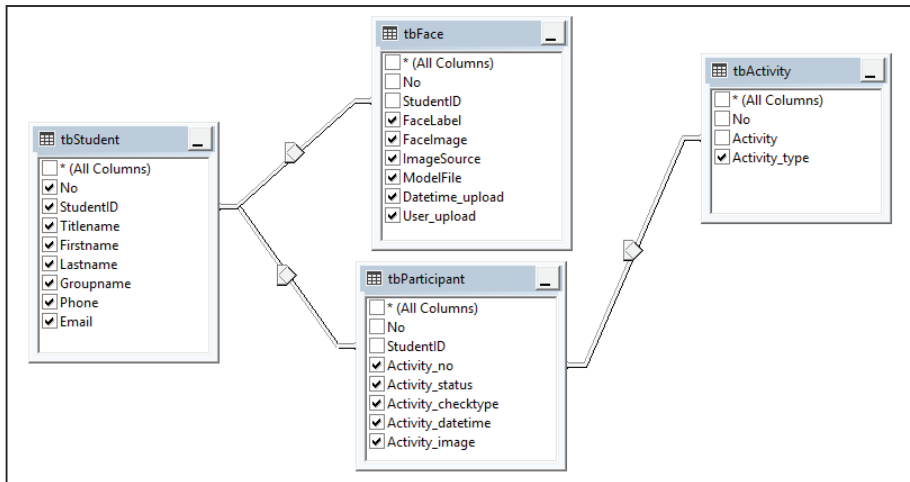 tbStudent
* (All Columns)
No
StudentID
Titlename
Firstname
Lastname
Groupname
Phone
Email
tbFace
* (All Columns)
No
StudentID
FaceLabel
FaceImage
ImageSource
ModelFile
Datetime_upload
User_upload
tbParticipant
* (All Columns)
No
StudentID
Activity_no
Activity_status
Activity_checktype
Activity_datetime
Activity_image
tbActivity
* (All Columns)
No
Activity
Activity_type